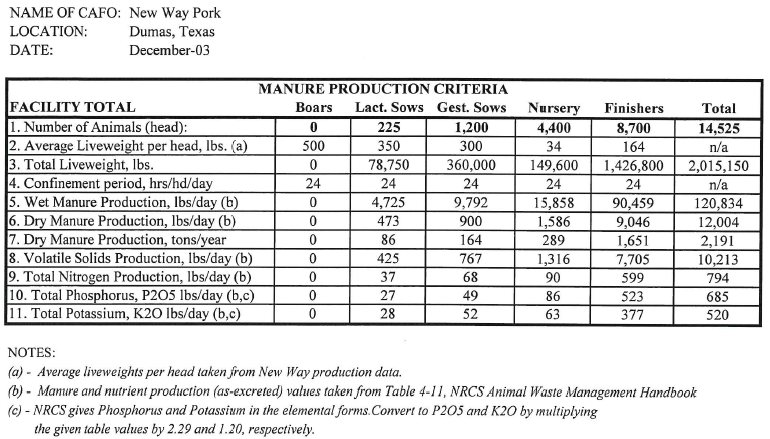 NAME OF CAFO: New Way Pork
LOCATION: Dumas, Texas
DATE: December-03
MANURE PRODUCTION CRITERIA
FACILITY TOTAL Boars Lact. Sows Gest. Sows Nursery Finishers Total
1. Number of Animals (head): 0 225 1,200 4,400 8,700 14,525
2. Average Liveweight per head, lbs. (a) 500 350 300 34 164 n/a
3. Total Liveweight, lbs. 0 78,750 360,000 149,600 1,426,800 2,015,150
4. Confinement period, hrs/hd/day 24 24 24 24 24 n/a
5. Wet Manure Production, lbs/day (b) 0 4,725 9,792 15,858 90,459 120,834
6. Dry Manure Production, lbs/day (b) 0 473 900 1,586 9,046 12,004
7. Dry Manure Production, tons/year 0 86 164 289 1,651 2,191
8. Volatile Solids Production, lbs/day (b) 0 425 767 1,316 7,705 10,213
9. Total Nitrogen Production, lbs/day (b) 0 37 68 90 599 794
10. Total Phosphorus, P2O5 lbs/day (b,c) 0 27 49 86 523 685
11. Total Potassium, K2O lbs/day (b,c) 0 28 52 63 377 520
NOTES:
(a) - Average liveweights per head taken from New Way production data.
(b) - Manure and nutrient production (as-excreted) values taken from Table 4-11, NRCS Animal Waste Management Handbook
(c) - NRCS gives Phosphorus and Potassium in the elemental forms.Convert to P2O5 and K2O by multiplying
the given table values by 2.29 and 1.20, respectively.